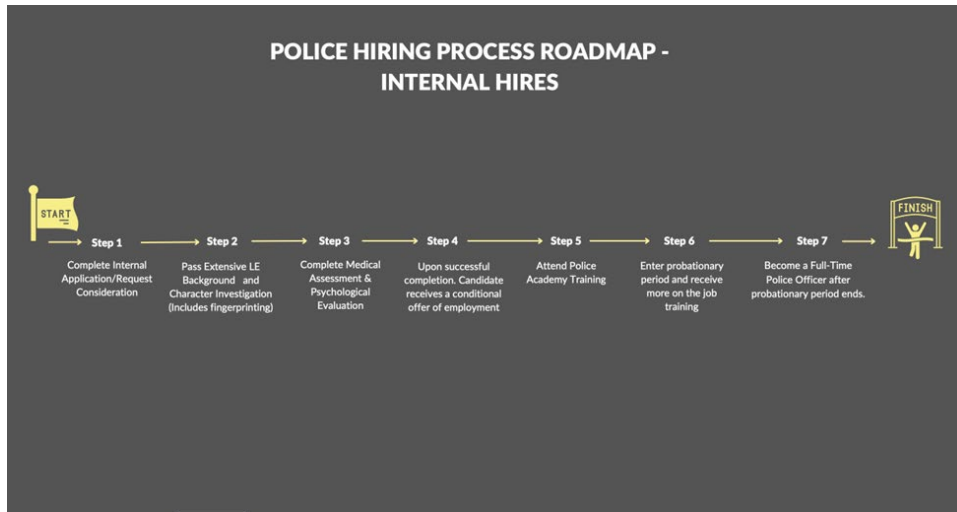 POLICE HIRING PROCESS ROADMAP -
INTERNAL HIRES
START
FINISH
Step 1
Complete Internal
Application/Request
Consideration
Step 2
Pass Extensive LE
Background and
Character Investigation
(Includes fingerprinting)
Step 3
Complete Medical
Assessment &
Psychological
Evaluation
Step 4
Upon successful
completion. Candidate
receives a conditional
offer of employment
Step 5
Attend Police
Academy Training
Step 6
Enter probationary
period and receive
more on the job
training
Step 7
Become a Full-Time
Police Officer after
probationary period ends.